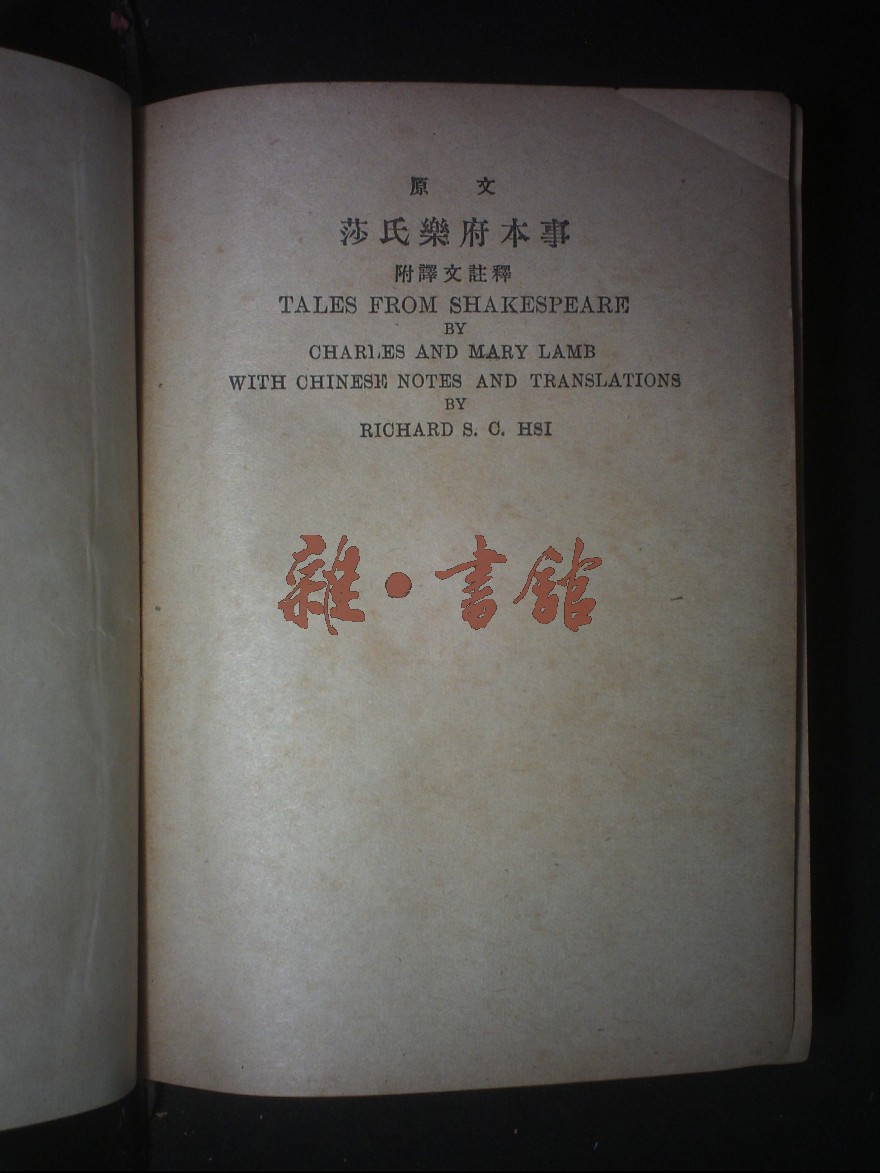 原 文
莎氏樂府本事
附譯文註釋
TALES FROM SHAKESPEARE
BY
CHARLES AND MARY LAMB
WITH CHINESE NOTES AND TRANSLATIONS
BY
RICHARD S. C. HSI
雜·書館